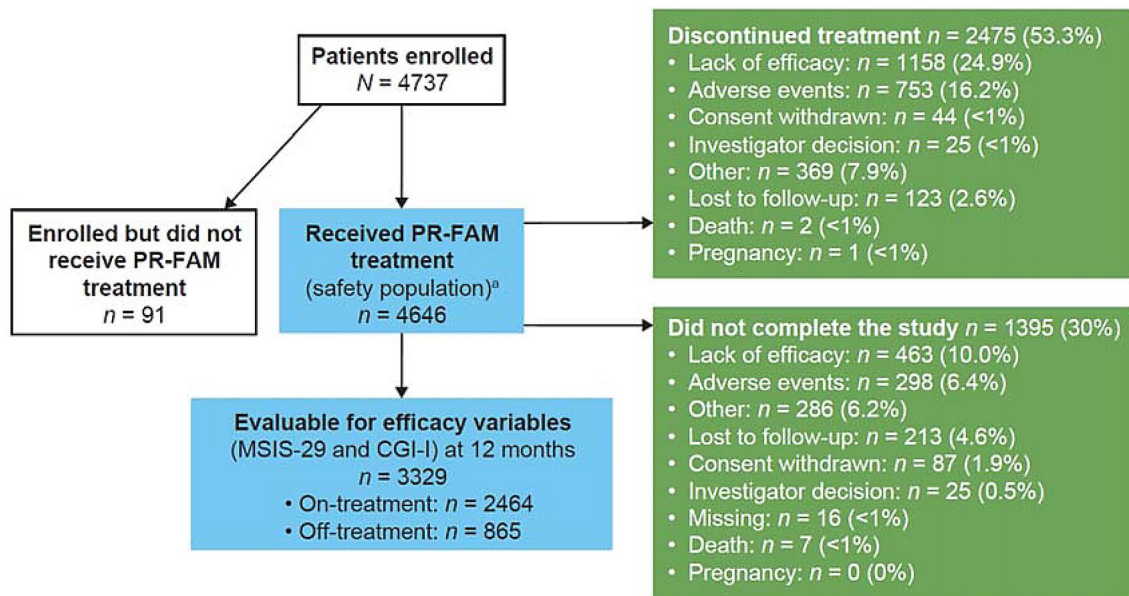 Patients enrolled
N = 4737
Enrolled but did not
receive PR-FAM
treatment
n = 91
Received PR-FAM
treatment
(safety population)a
n = 4646
Evaluable for efficacy variables
(MSIS-29 and CGI-I) at 12 months
n = 3329
• On-treatment: n = 2464
• Off-treatment: n = 865
Discontinued treatment n = 2475 (53.3%)
• Lack of efficacy: n = 1158 (24.9%)
• Adverse events: n = 753 (16.2%)
• Consent withdrawn: n = 44 (<1%)
• Investigator decision: n = 25 (<1%)
• Other: n = 369 (7.9%)
• Lost to follow-up: n = 123 (2.6%)
• Death: n = 2 (<1%)
• Pregnancy: n = 1 (<1%)
Did not complete the study n = 1395 (30%)
• Lack of efficacy: n = 463 (10.0%)
• Adverse events: n = 298 (6.4%)
• Other: n = 286 (6.2%)
• Lost to follow-up: n = 213 (4.6%)
• Consent withdrawn: n = 87 (1.9%)
• Investigator decision: n = 25 (0.5%)
• Missing: n = 16 (<1%)
• Death: n = 7 (<1%)
• Pregnancy: n = 0 (0%)